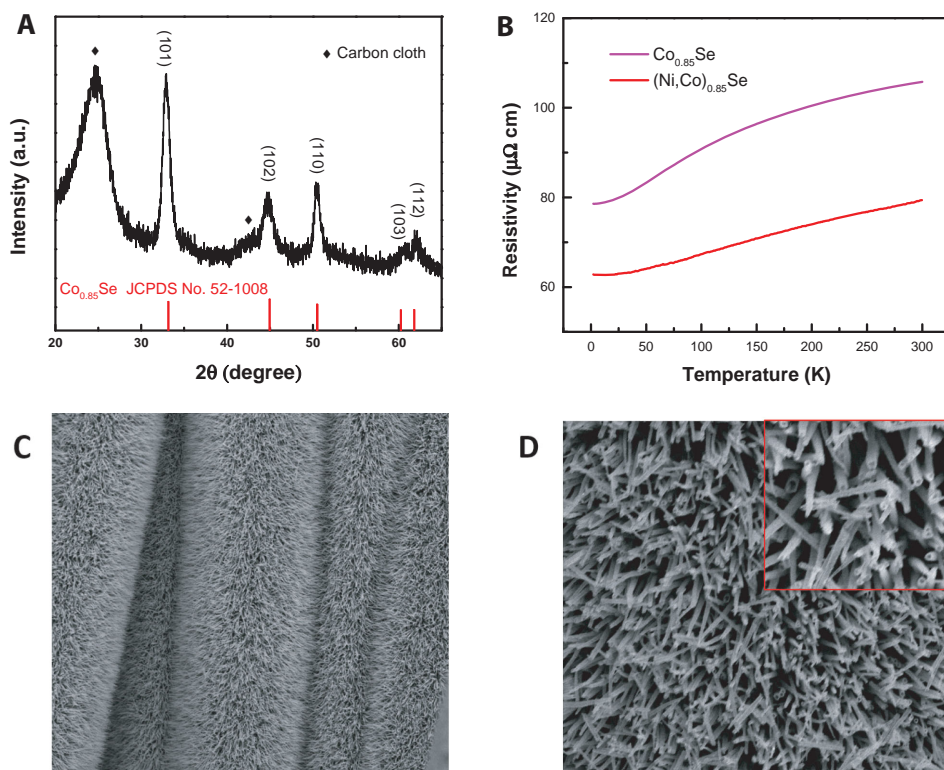 A
◆ Carbon cloth
(101)
(102)
(110)
(103)
(112)
Intensity (a.u.)
Co0.85Se JCPDS No. 52-1008
20 30 40 50 60
2θ (degree)
B
Co0.85Se
(Ni,Co)0.85Se
120
100
80
60
Resistivity (μΩ cm)
0 50 100 150 200 250 300
Temperature (K)
C
D